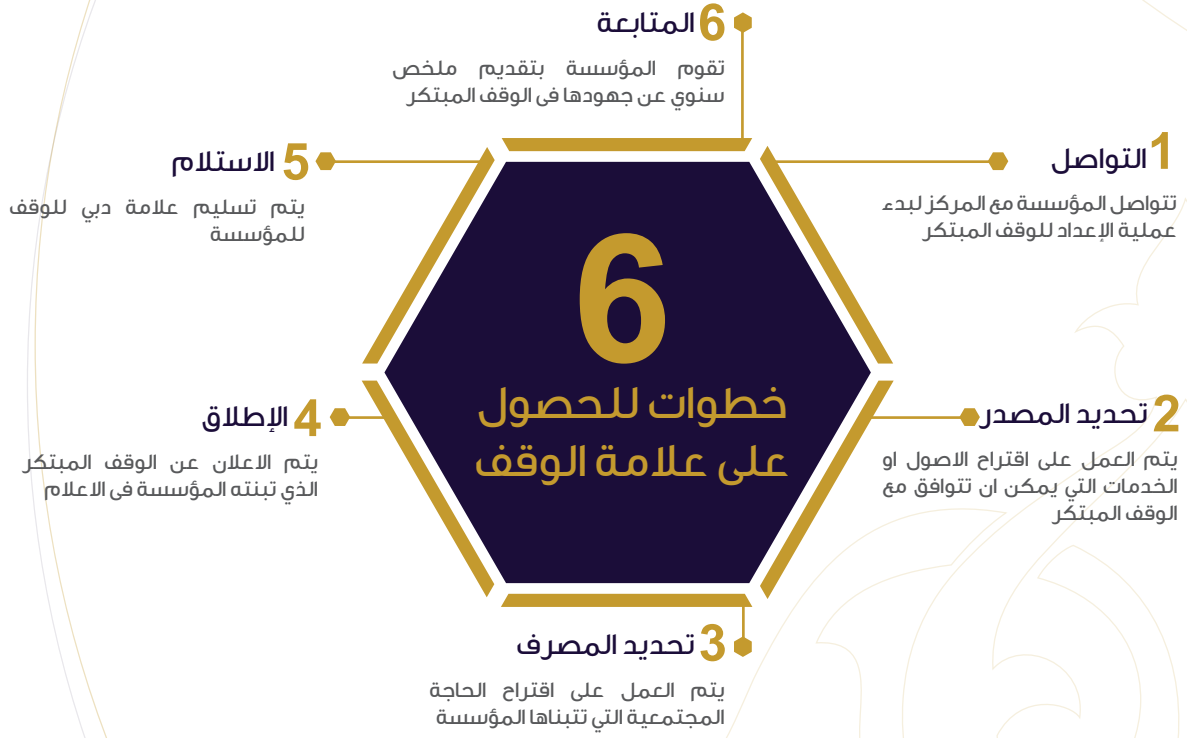 6
خطوات للحصول
على علامة الوقف
1 التواصل
تتواصل المؤسسة مع المركز لبدء
عملية الإعداد للوقف المبتكر
2 تحديد المصدر
يتم العمل على اقتراح الاصول او
الخدمات التي يمكن ان تتوافق مع
الوقف المبتكر
3 تحديد المصرف
يتم العمل على اقتراح الحاجة
المجتمعية التي تتبناها المؤسسة
4 الإطلاق
يتم الاعلان عن الوقف المبتكر
الذي تبنته المؤسسة فى الاعلام
5 الاستلام
يتم تسليم علامة دبي للوقف
للمؤسسة
6 المتابعة
تقوم المؤسسة بتقديم ملخص
سنوي عن جهودها فى الوقف المبتكر